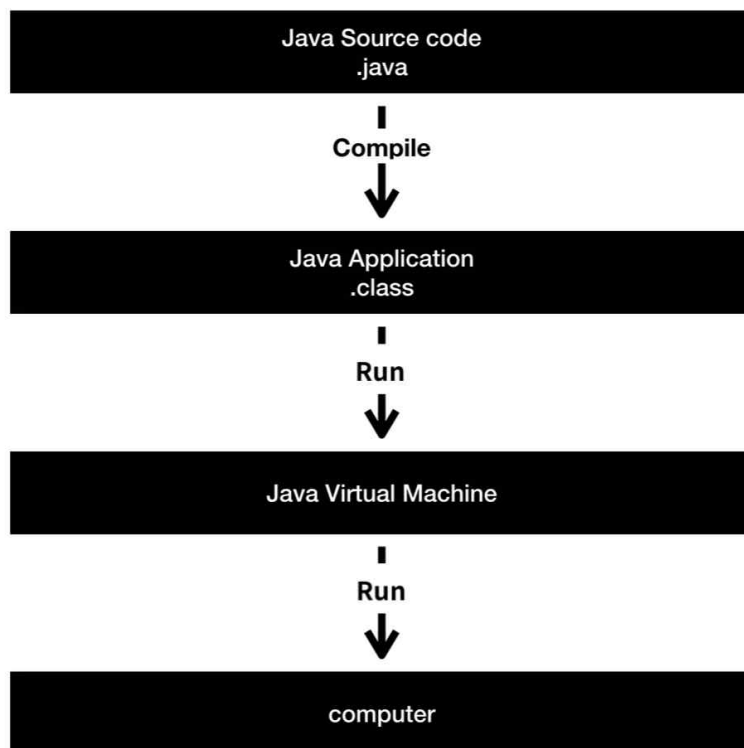 Java Source code
.java
Compile
Java Application
.class
Run
Java Virtual Machine
Run
computer